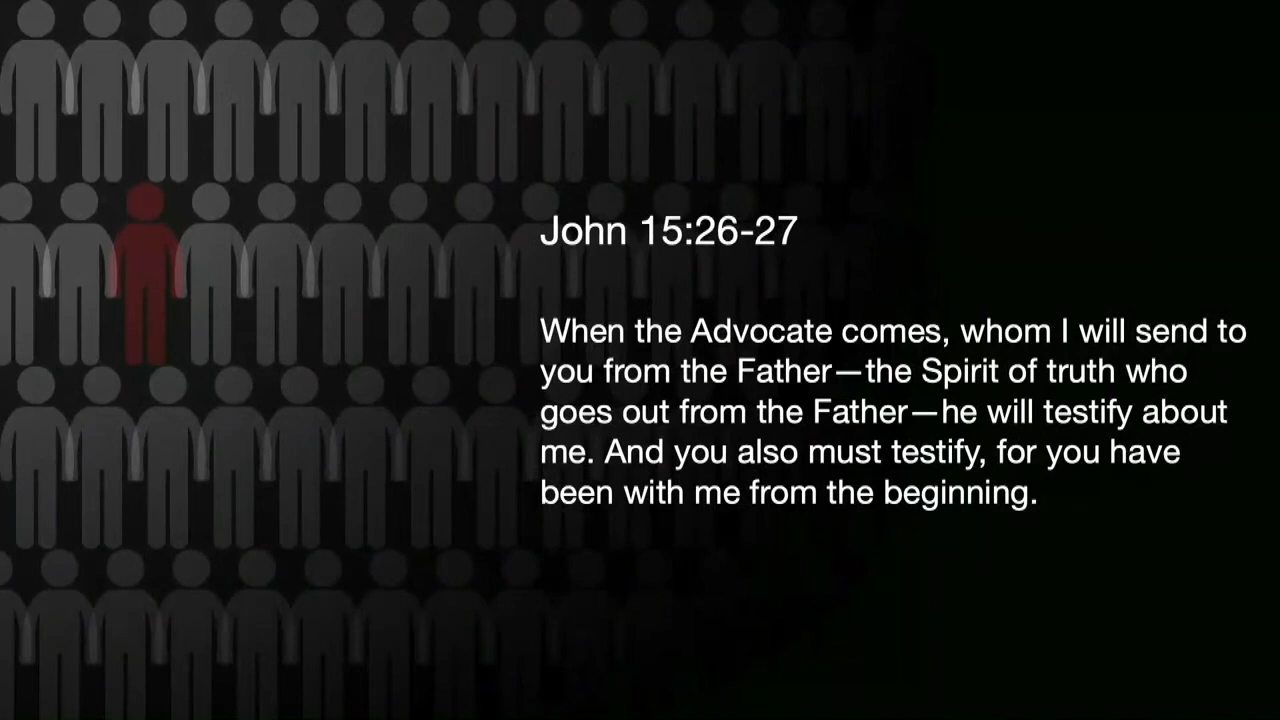 John 15:26-27
When the Advocate comes, whom I will send to
you from the Father—the Spirit of truth who
goes out from the Father—he will testify about
me. And you also must testify, for you have
been with me from the beginning.